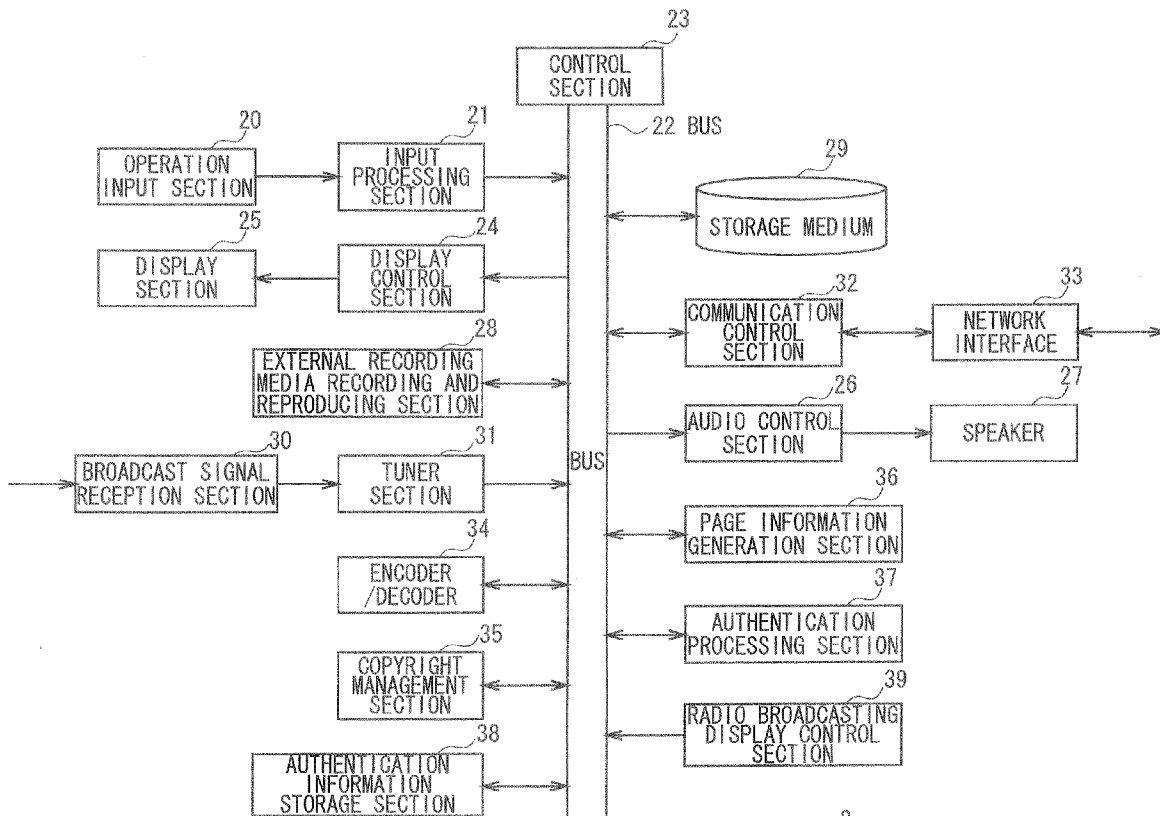 23
CONTROL
SECTION
22 BUS
20
OPERATION
INPUT SECTION
21
INPUT
PROCESSING
SECTION
29
STORAGE MEDIUM
25
DISPLAY
SECTION
24
DISPLAY
CONTROL
SECTION
32
COMMUNICATION
CONTROL
SECTION
33
NETWORK
INTERFACE
28
EXTERNAL RECORDING
MEDIA RECORDING AND
REPRODUCING SECTION
26
AUDIO CONTROL
SECTION
27
SPEAKER
30
BROADCAST SIGNAL
RECEPTION SECTION
31
TUNER
SECTION
BUS
36
PAGE INFORMATION
GENERATION SECTION
34
ENCODER
/DECODER
37
AUTHENTICATION
PROCESSING SECTION
35
COPYRIGHT
MANAGEMENT
SECTION
39
RADIO BROADCASTING
DISPLAY CONTROL
SECTION
38
AUTHENTICATION
INFORMATION
STORAGE SECTION